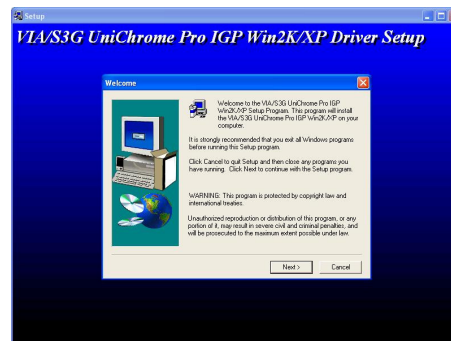 Setup
VIA/S3G UniChrome Pro IGP Win2K/XP Driver Setup
Welcome
Welcome to the VIA/S3G UniChrome Pro IGP
Win2K/XP Setup Program. This program will install
the VIA/S3G UniChrome Pro IGP Win2K/XP on your
computer.
It is strongly recommended that you exit all Windows programs
before running this Setup program.
Click Cancel to quit Setup and then close any programs you
have running. Click Next to continue with the Setup program.
WARNING: This program is protected by copyright law and
international treaties.
Unauthorized reproduction or distribution of this program, or any
portion of it, may result in severe civil and criminal penalties, and
will be prosecuted to the maximum extent possible under law.
Next >
Cancel